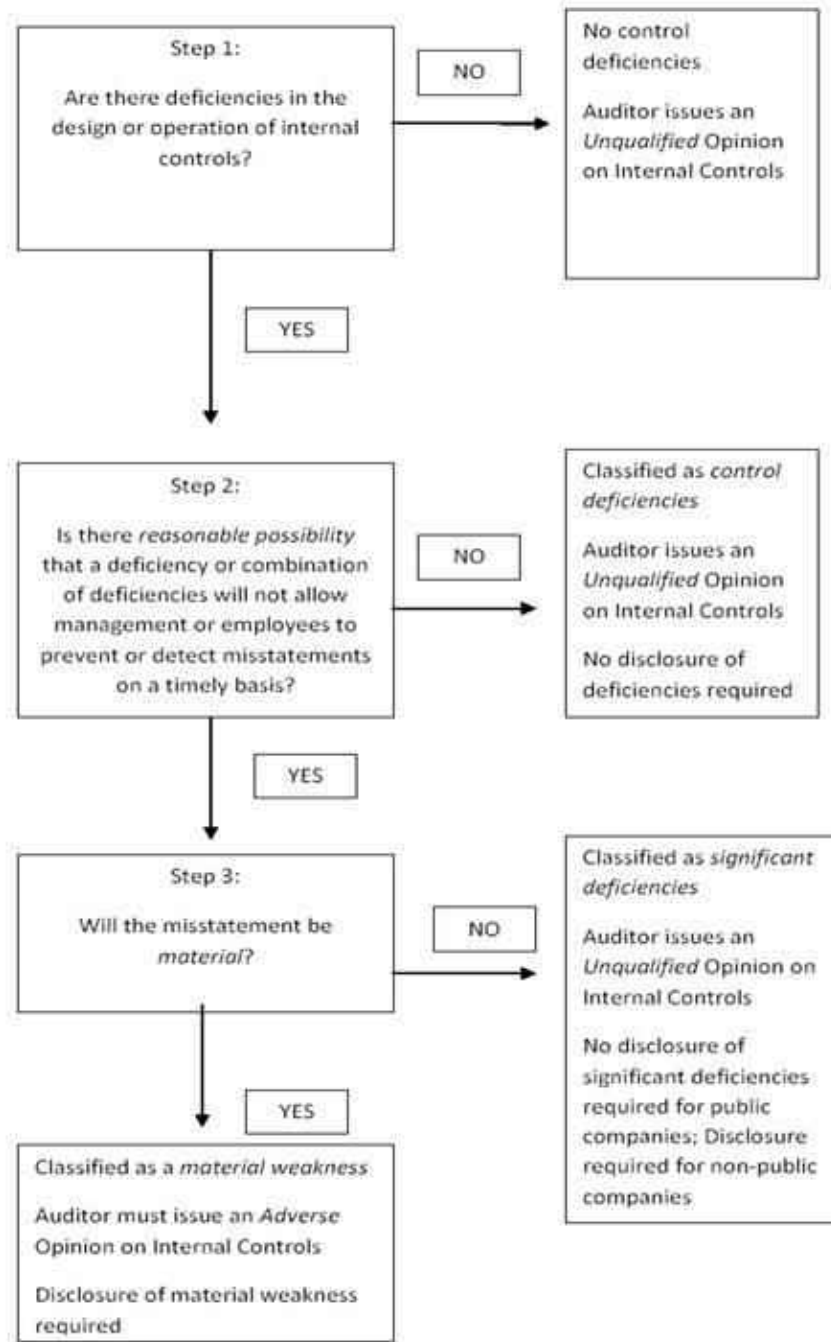 Step 1:
Are there deficiencies in the
design or operation of internal
controls?
NO
No control
deficiencies
Auditor issues an
Unqualified Opinion
on Internal Controls
YES
Step 2:
Is there reasonable possibility
that a deficiency or combination
of deficiencies will not allow
management or employees to
prevent or detect misstatements
on a timely basis?
NO
Classified as control
deficiencies
Auditor issues an
Unqualified Opinion
on Internal Controls
No disclosure of
deficiencies required
YES
Step 3:
Will the misstatement be
material?
NO
Classified as significant
deficiencies
Auditor issues an
Unqualified Opinion on
Internal Controls
No disclosure of
significant deficiencies
required for public
companies; Disclosure
required for non-public
companies
YES
Classified as a material weakness
Auditor must issue an Adverse
Opinion on Internal Controls
Disclosure of material weakness
required